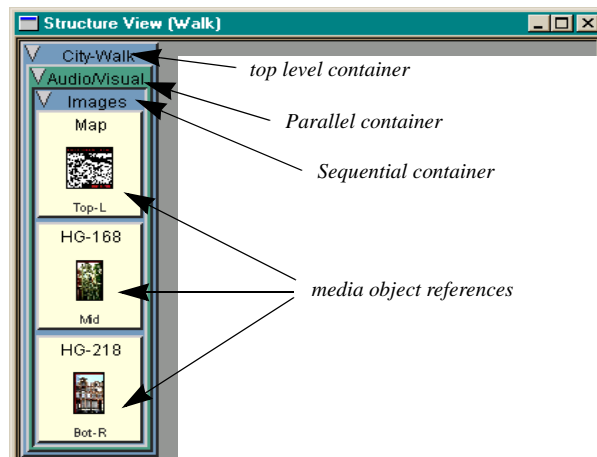 Structure View (Walk)
City-Walk
top level container
Audio/Visual
Parallel container
Images
Sequential container
Map
Top-L
HG-168
media object references
Mid
HG-218
Bot-R